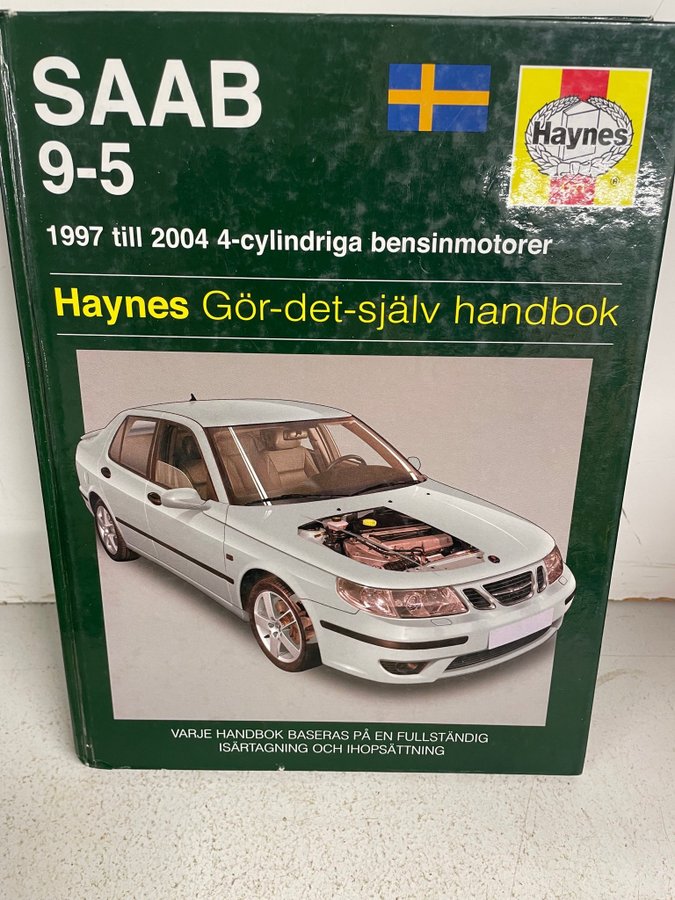 SAAB
9-5
Haynes
®
1997 till 2004 4-cylindriga bensinmotorer
Haynes Gör-det-själv handbok
VARJE HANDBOK BASERAS PÅ EN FULLSTÄNDIG
ISÄRTAGNING OCH IHOPSÄTTNING